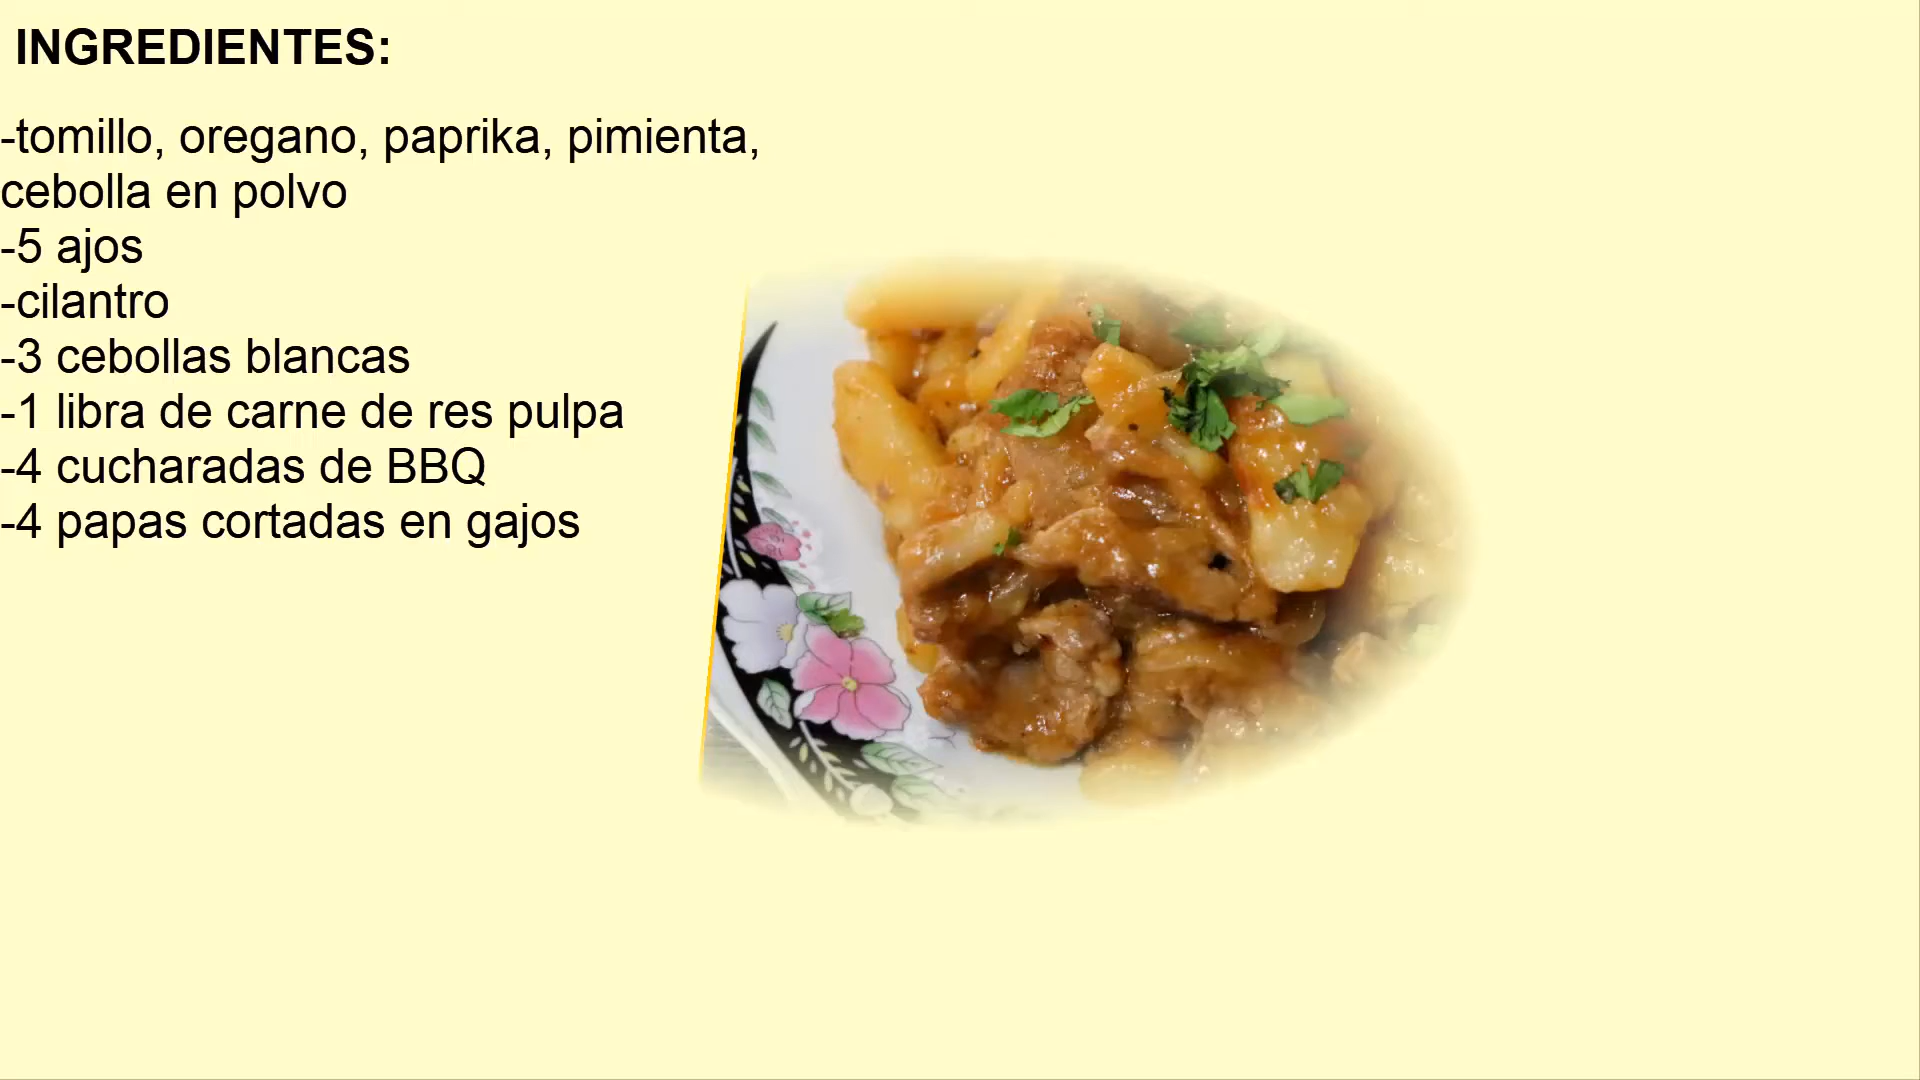 INGREDIENTES:
-tomillo, oregano, paprika, pimienta,
cebolla en polvo
-5 ajos
-cilantro
-3 cebollas blancas
-1 libra de carne de res pulpa
-4 cucharadas de BBQ
-4 papas cortadas en gajos